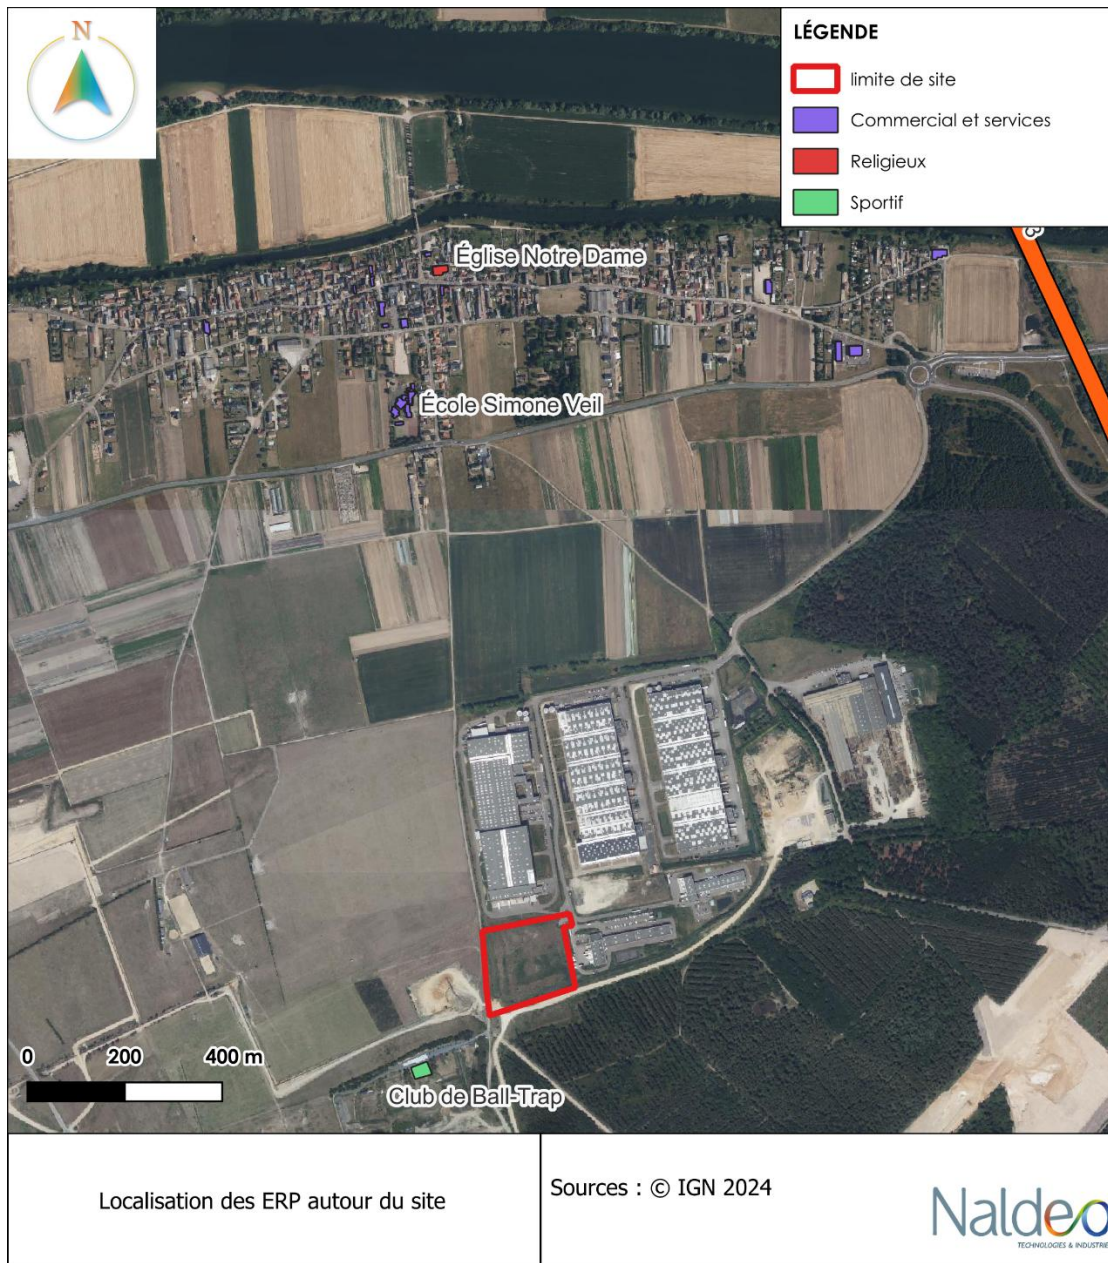 N
LÉGENDE
limite de site
Commercial et services
Religieux
Sportif
Église Notre Dame
École Simone Veil
0 200 400 m
Club de Ball-Trap
Localisation des ERP autour du site
Sources : © IGN 2024
Naldeo
TECHNOLOGIES & INDUSTRIE